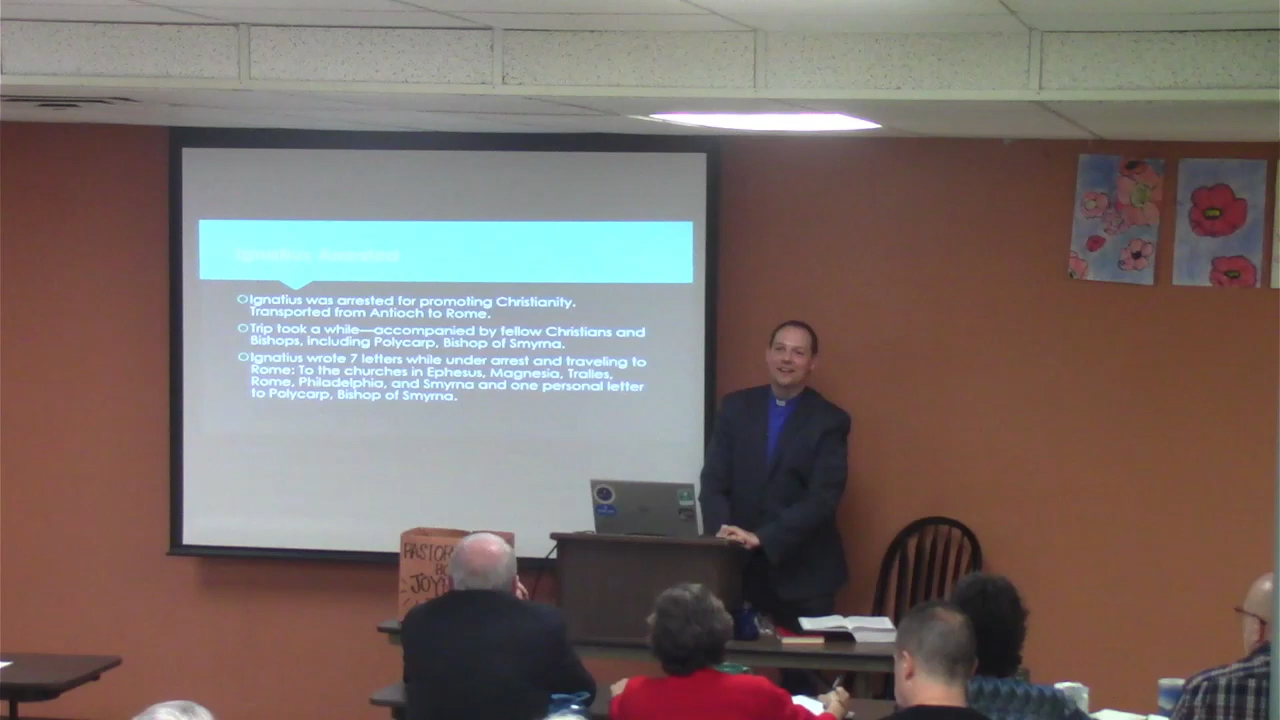 Ignatius Arrested
Ignatius was arrested for promoting Christianity.
Transported from Antioch to Rome.
Trip took a while—accompanied by fellow Christians and
Bishops, including Polycarp, Bishop of Smyrna.
Ignatius wrote 7 letters while under arrest and traveling to
Rome: To the churches in Ephesus, Magnesia, Tralles,
Rome, Philadelphia, and Smyrna and one personal letter
to Polycarp, Bishop of Smyrna.